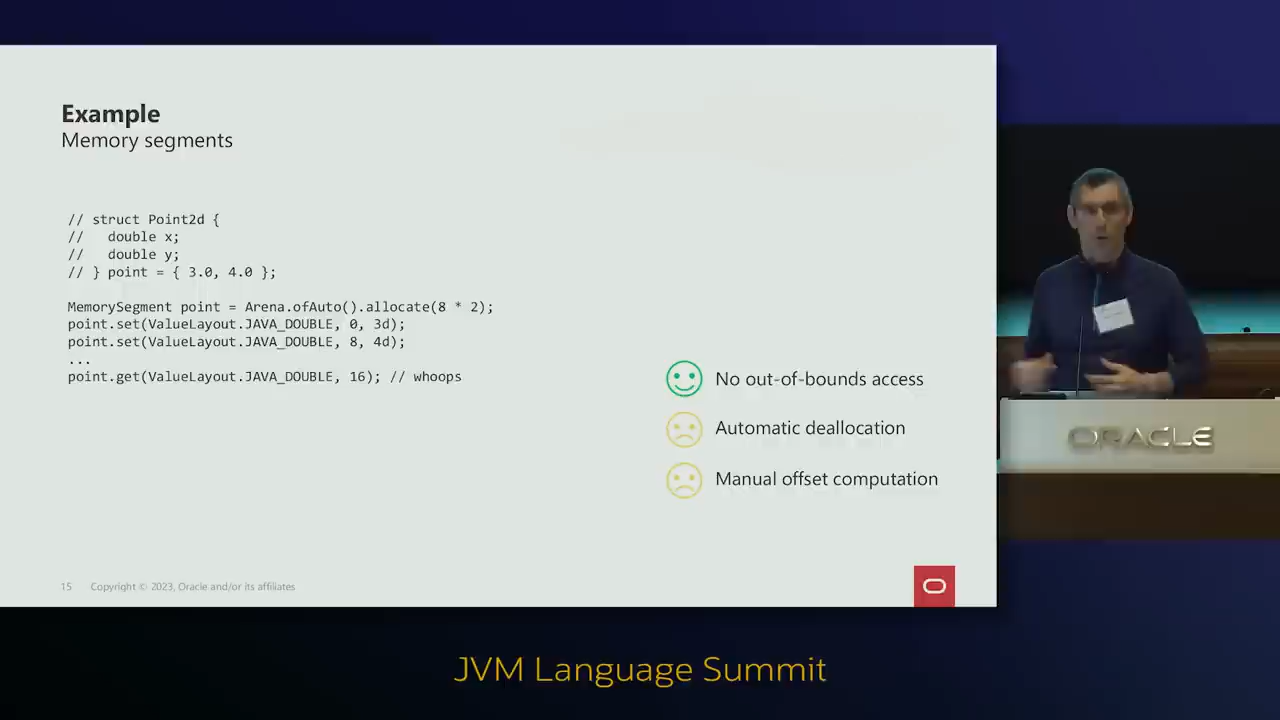 Example
Memory segments
// struct Point2d {
//   double x;
//   double y;
// } point = { 3.0, 4.0 };
MemorySegment point = Arena.ofAuto().allocate(8 * 2);
point.set(ValueLayout.JAVA_DOUBLE, 0, 3d);
point.set(ValueLayout.JAVA_DOUBLE, 8, 4d);
...
point.get(ValueLayout.JAVA_DOUBLE, 16); // whoops
No out-of-bounds access
Automatic deallocation
Manual offset computation
15 Copyright © 2023, Oracle and/or its affiliates
ORACLE
JVM Language Summit